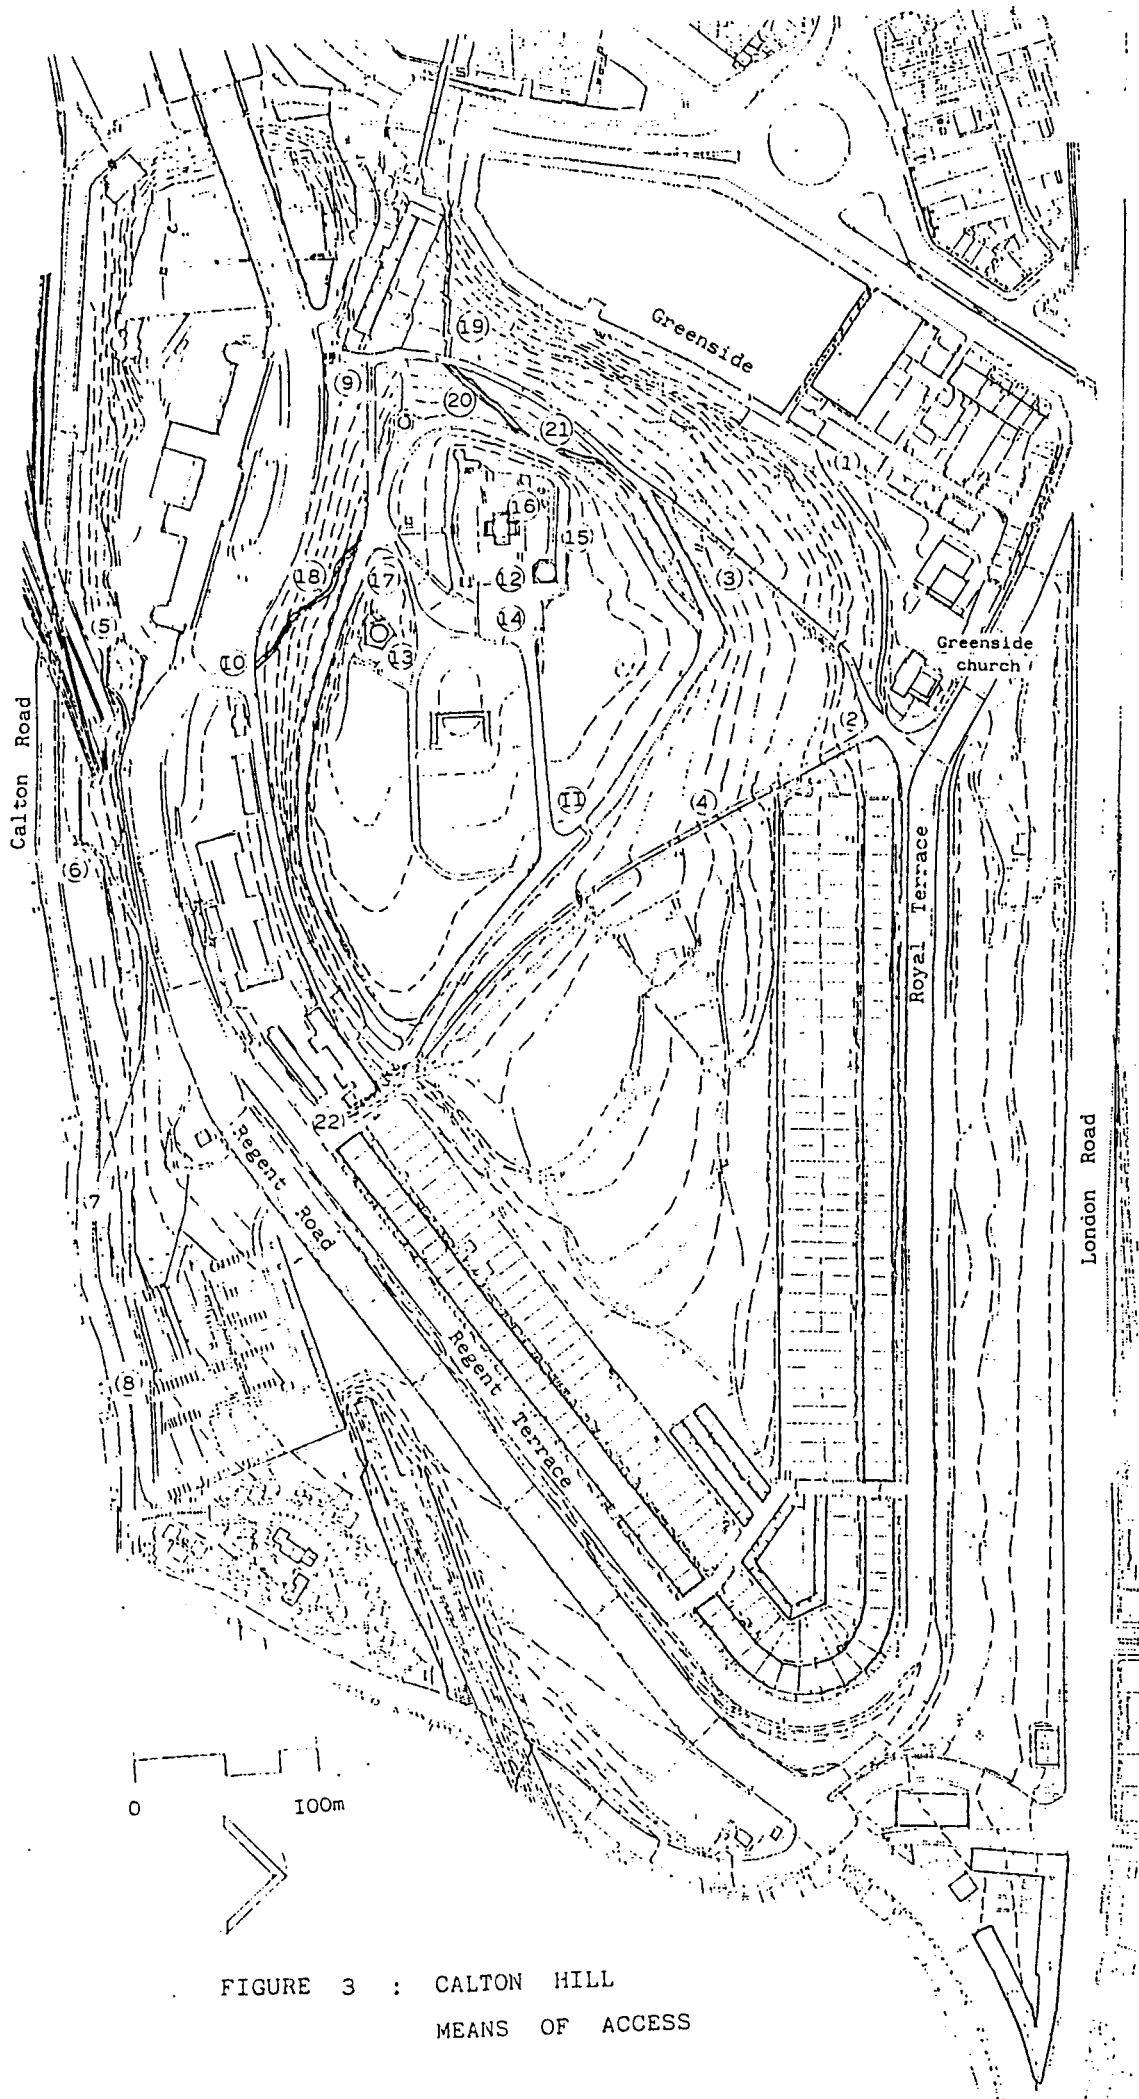 Greenside
19
9
20
21
1
16
15
3
18
17
12
5
14
10
13
Greenside
church
Calton Road
2
11
4
6
Royal Terrace
22
Regent Road
London Road
7
Regent Terrace
8
0 100m
FIGURE 3 : CALTON HILL
MEANS OF ACCESS